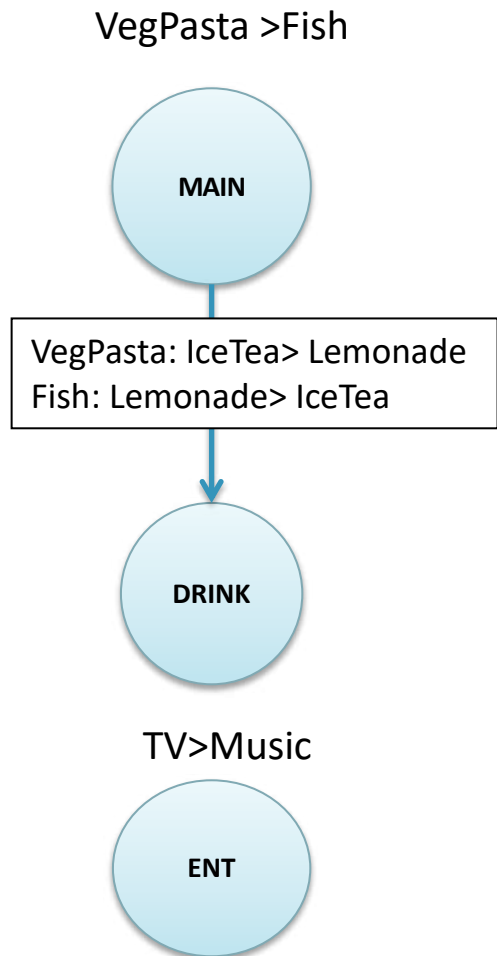 VegPasta >Fish
MAIN
VegPasta: IceTea> Lemonade
Fish: Lemonade> IceTea
DRINK
TV>Music
ENT